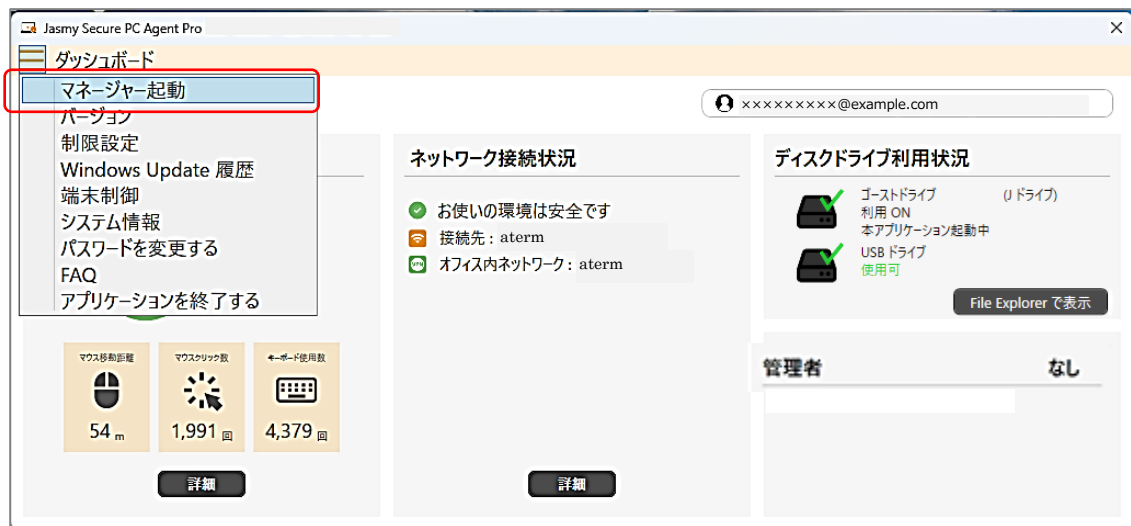 Jasmy Secure PC Agent Pro
ダッシュボード
マネージャー起動
バージョン
制限設定
Windows Update 履歴
端末制御
システム情報
パスワードを変更する
FAQ
アプリケーションを終了する
×××××××××@example.com
マウス移動距離
54 m
マウスクリック数
1,991 回
キーボード使用数
4,379 回
詳細
ネットワーク接続状況
お使いの環境は安全です
接続先 : aterm
VPN
オフィス内ネットワーク : aterm
詳細
ディスクドライブ利用状況
ゴーストドライブ (J ドライブ)
利用 ON
本アプリケーション起動中
USB ドライブ
使用可
File Explorer で表示
管理者 なし